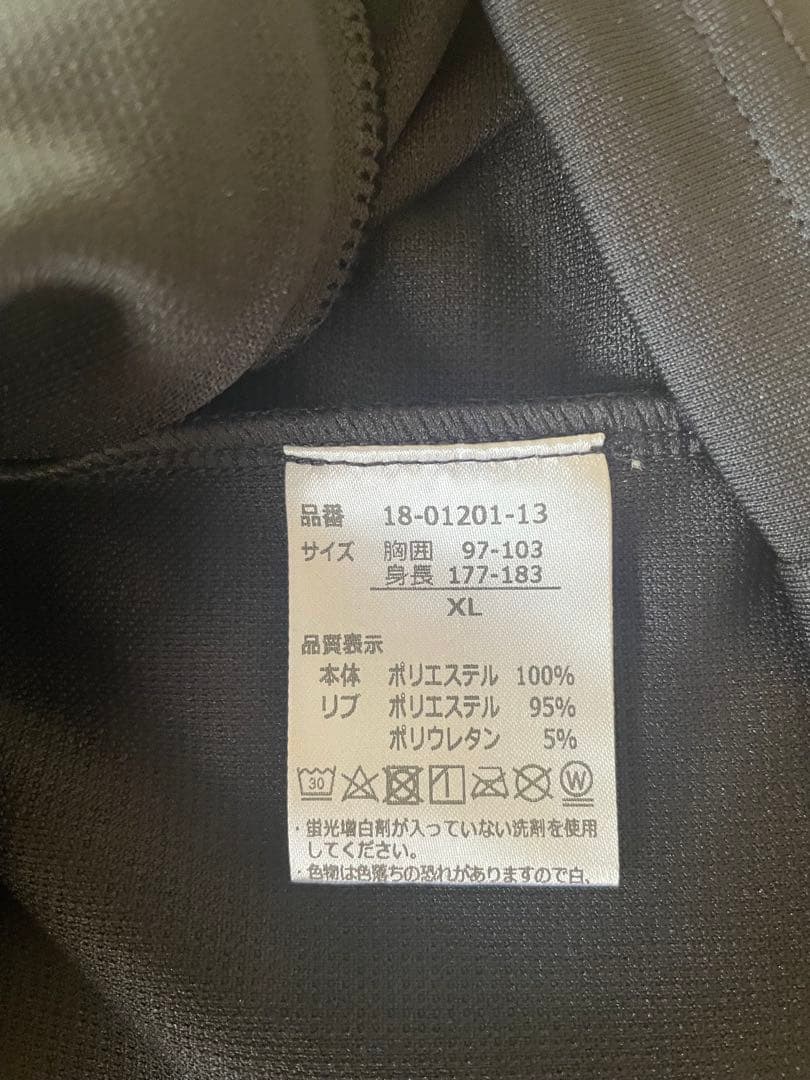 品番 18-01201-13
サイズ 胸囲 97-103
身長 177-183
XL
品質表示
本体 ポリエステル 100%
リブ ポリエステル 95%
ポリウレタン 5%
30 W
・蛍光増白剤が入っていない洗剤を使用
してください。
・色物は色落ちの恐れがありますので白、